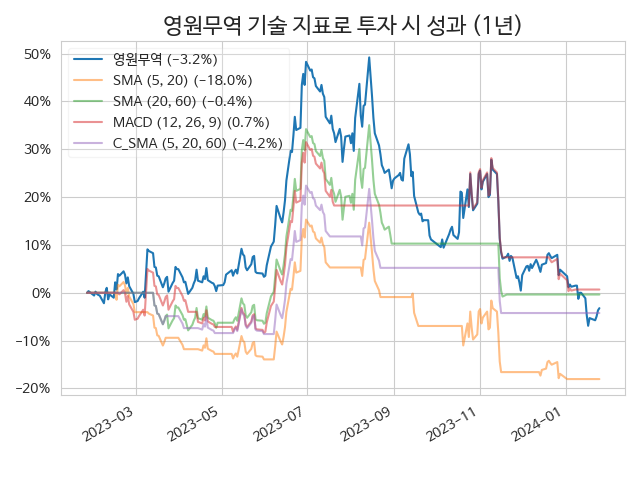 영원무역 기술 지표로 투자 시 성과 (1년)
영원무역 (−3.2%)
SMA (5, 20) (−18.0%)
SMA (20, 60) (−0.4%)
MACD (12, 26, 9) (0.7%)
C_SMA (5, 20, 60) (−4.2%)
50%
40%
30%
20%
10%
0%
−10%
−20%
2023−03
2023−05
2023−07
2023−09
2023−11
2024−01